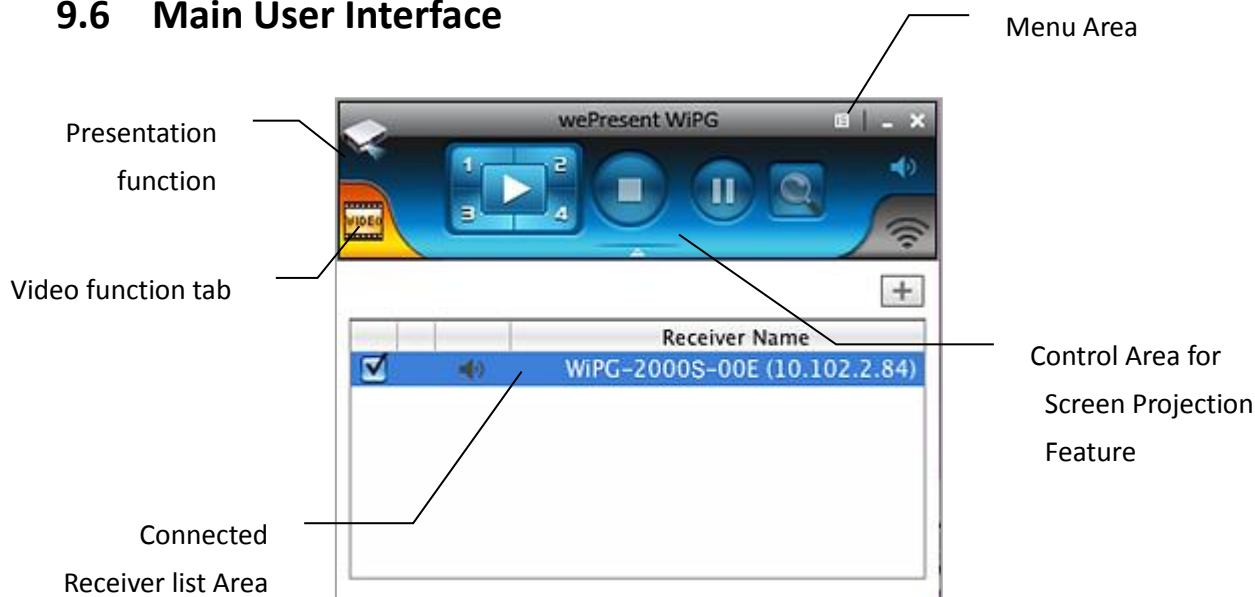 9.6 Main User Interface
Menu Area
Presentation
function
Video function tab
wePresent WiPG
1 2
3 4
VIDEO
Receiver Name
WiPG-2000S-00E (10.102.2.84)
Control Area for
Screen Projection
Feature
Connected
Receiver list Area